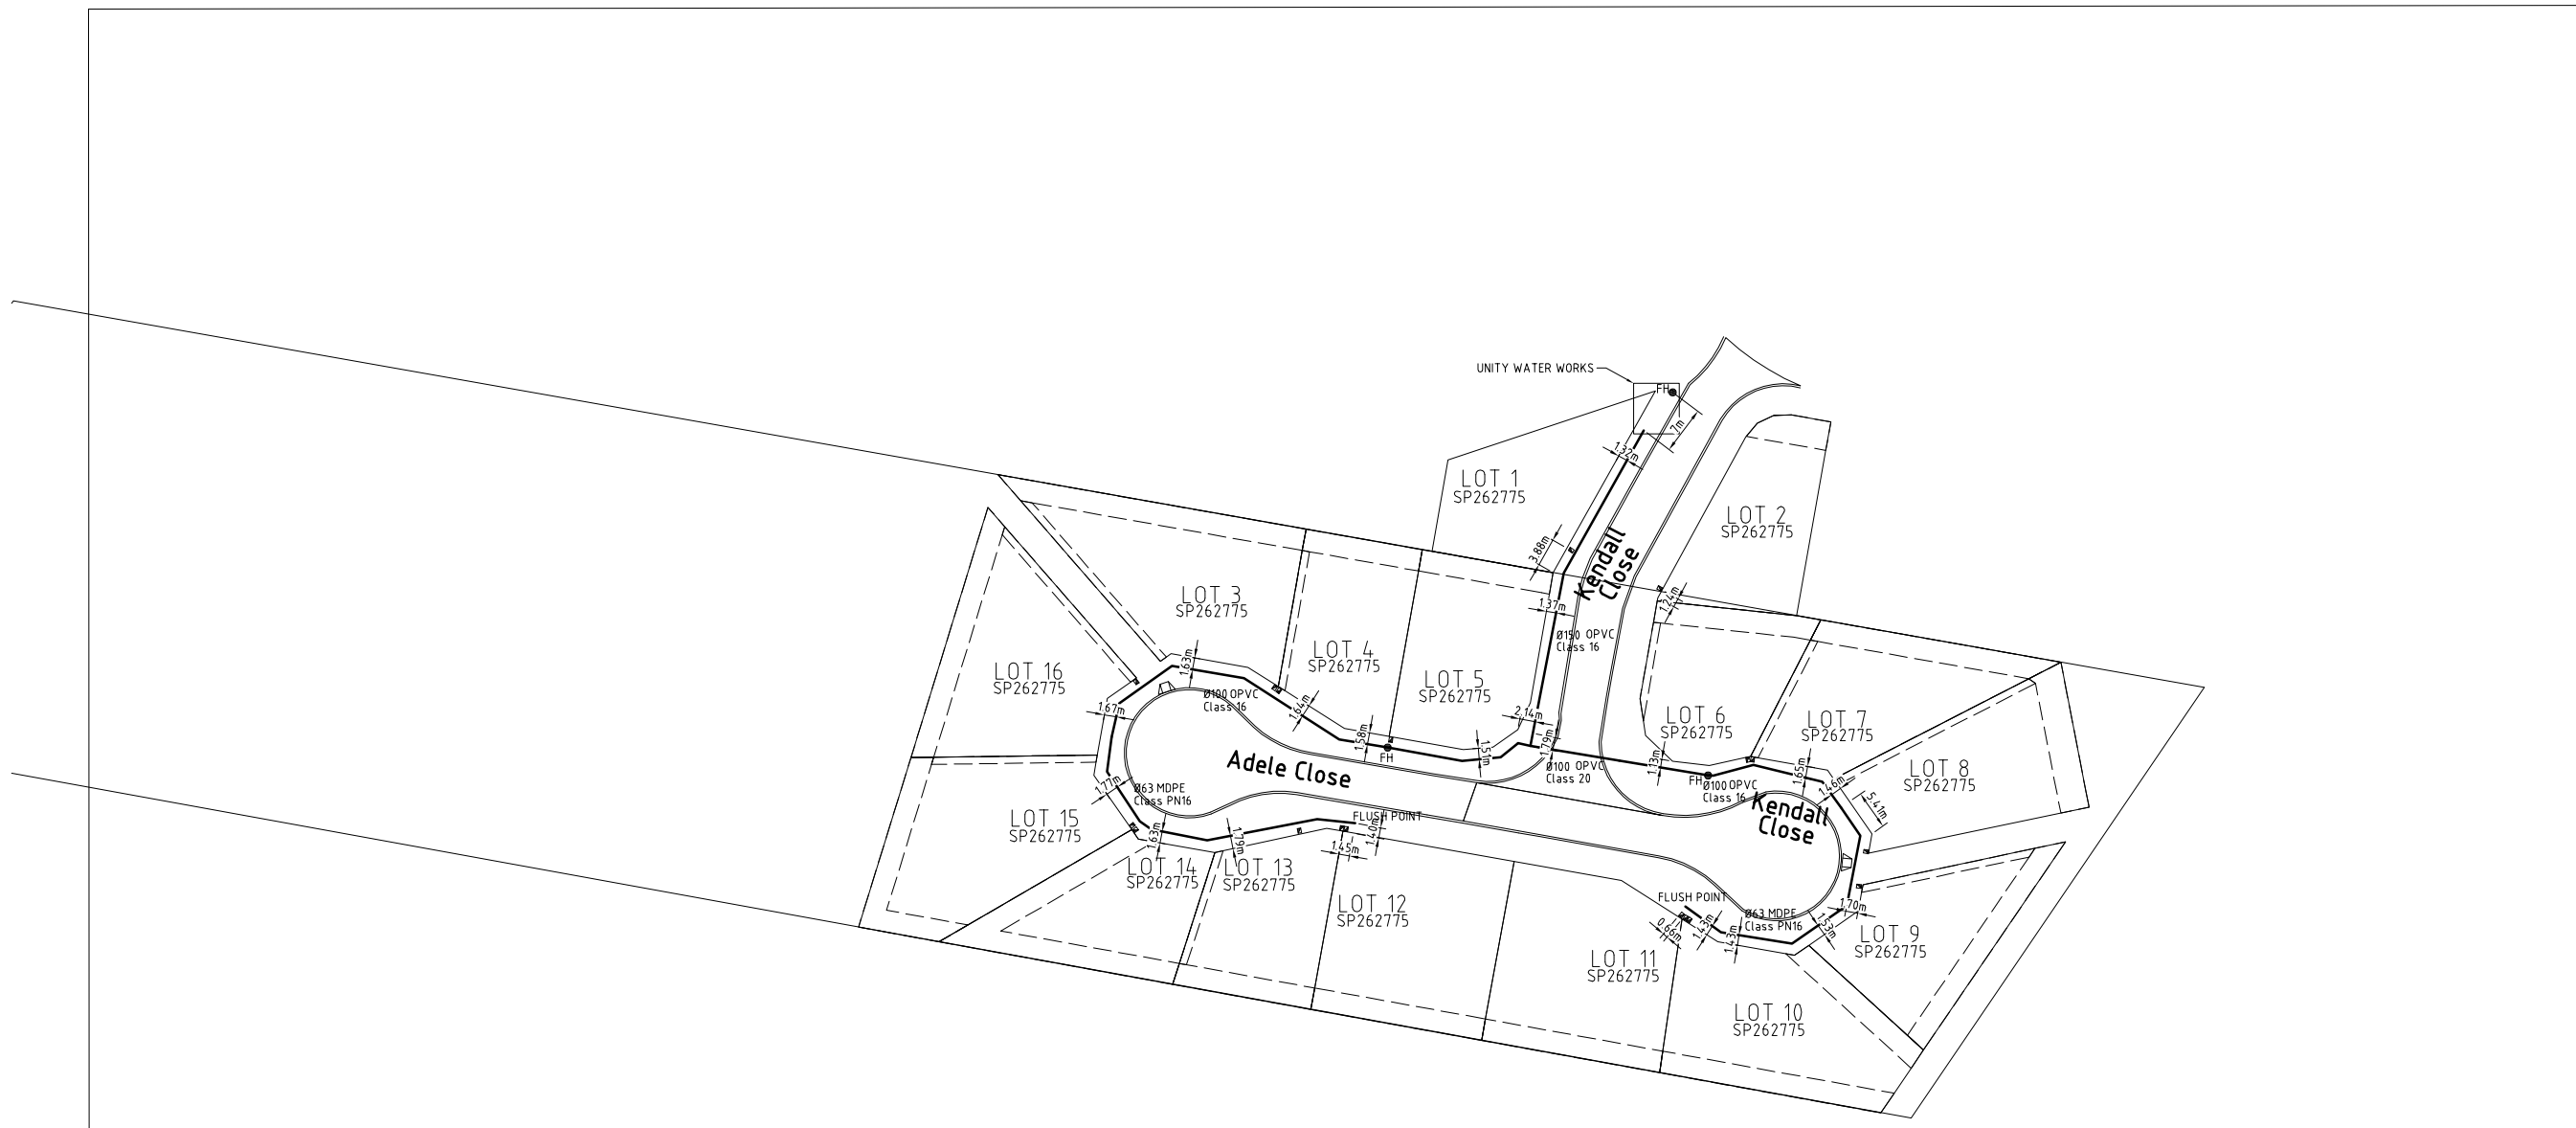 UNITY WATER WORKS
FH
7m
1.32m
LOT 1
SP262775
LOT 2
SP262775
3.88m
Kendall
Close
1.24m
1.37m
LOT 3
SP262775
Ø150 OPVC
Class 16
LOT 4
SP262775
LOT 16
SP262775
1.63m
LOT 5
SP262775
Ø100 OPVC
Class 16
1.64m
1.67m
2.14m
LOT 6
SP262775
LOT 7
SP262775
1.58m
1.51m
1.79m
FH
Adele Close
Ø100 OPVC
Class 20
1.13m
FH
Ø100 OPVC
Class 16
1.65m
1.46m
LOT 8
SP262775
5.41m
1.77m
Ø63 MDPE
Class PN16
Kendall
Close
LOT 15
SP262775
1.63m
1.79m
FLUSH POINT
1.40m
1.45m
LOT 14
SP262775
LOT 13
SP262775
LOT 12
SP262775
FLUSH POINT
0.66m
1.43m
1.43m
Ø63 MDPE
Class PN16
1.53m
1.70m
LOT 9
SP262775
LOT 11
SP262775
LOT 10
SP262775